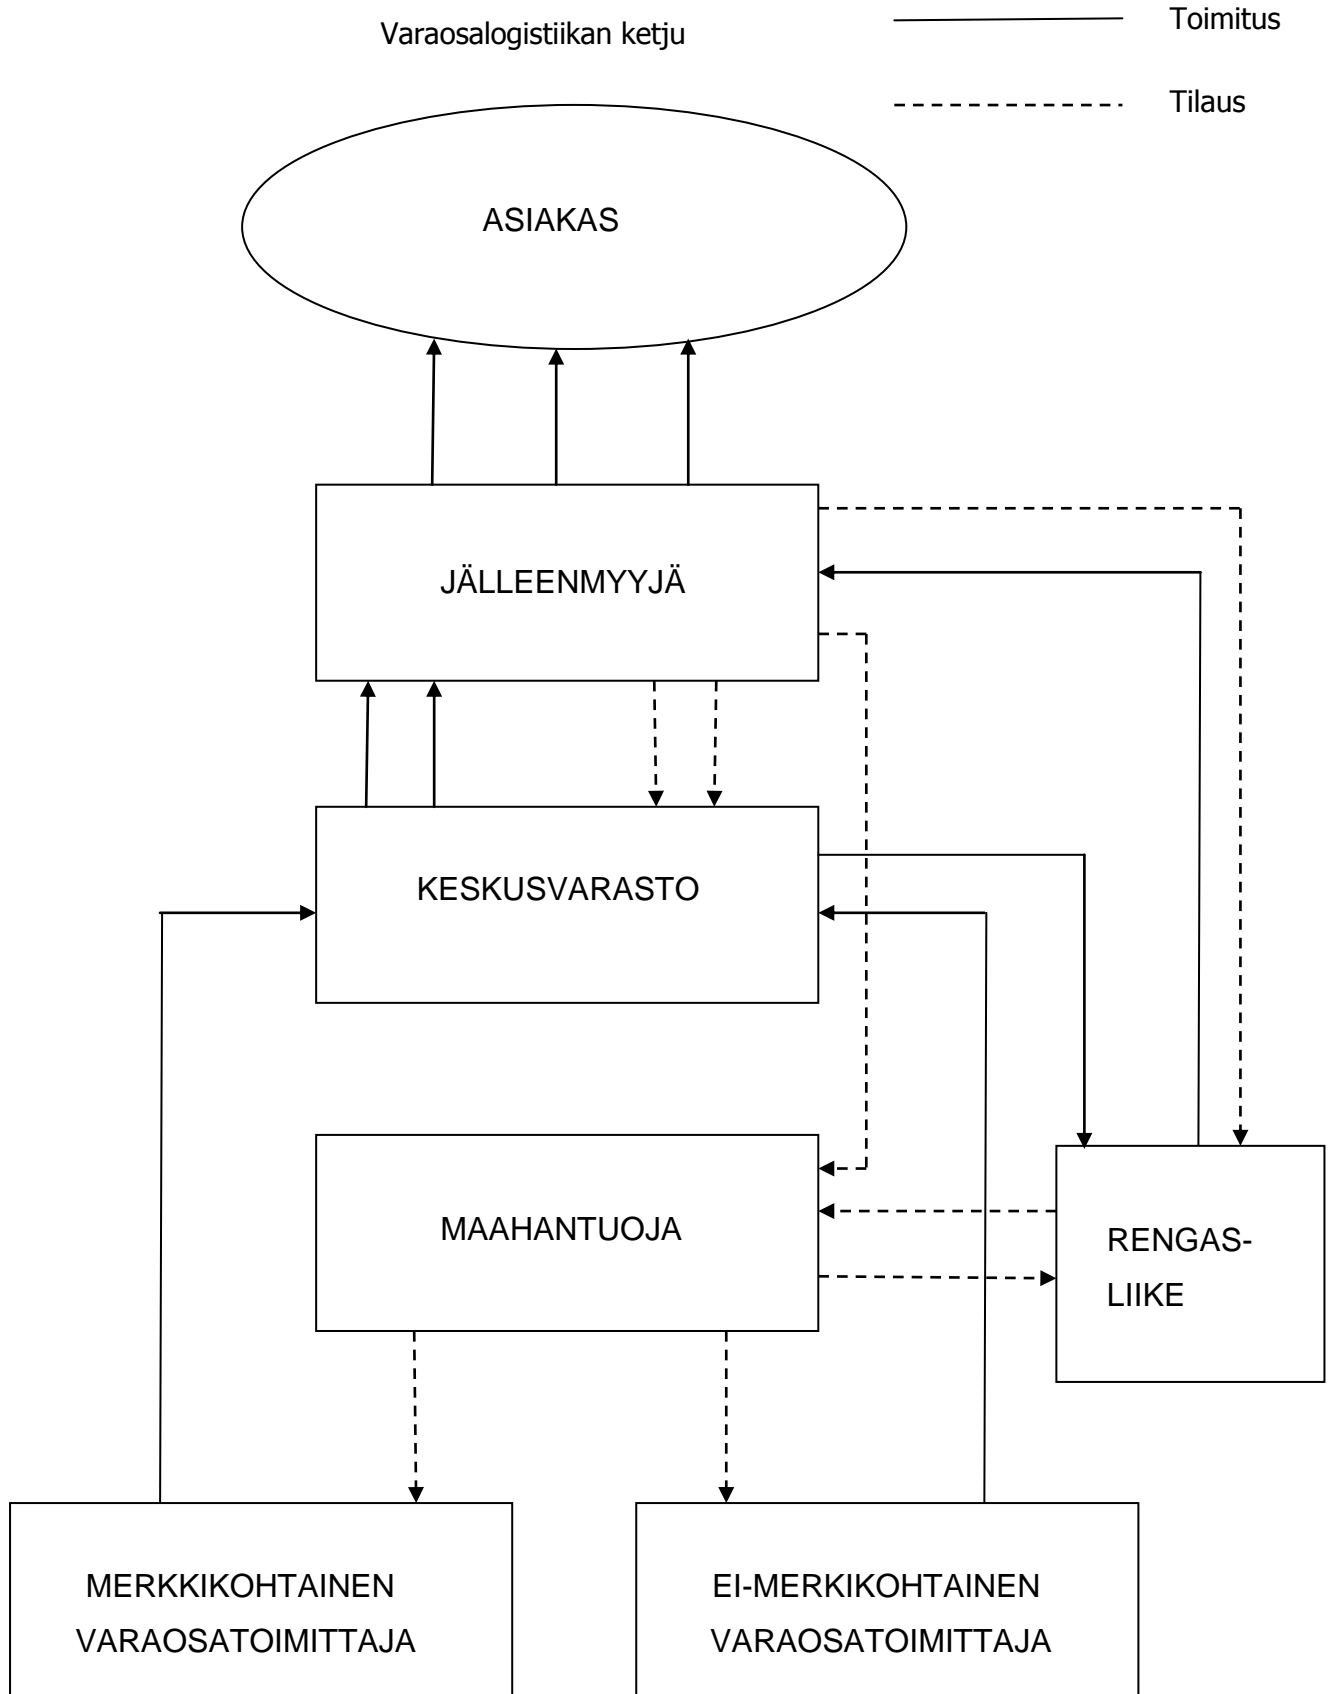 Toimitus
Varaosalogistiikan ketju
Tilaus
ASIAKAS
JÄLLEENMYYJÄ
KESKUSVARASTO
MAAHANTUOJA
RENGAS-
LIIKE
MERKKIKOHTAINEN
VARAOSATOIMITTAJA
EI-MERKIKOHTAINEN
VARAOSATOIMITTAJA